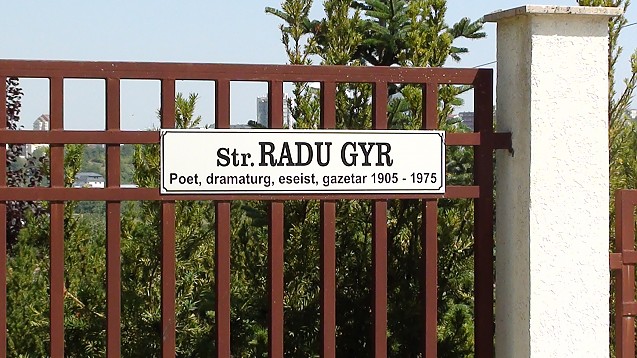 Str. RADU GYR
Poet, dramaturg, eseist, gazetar 1905 - 1975